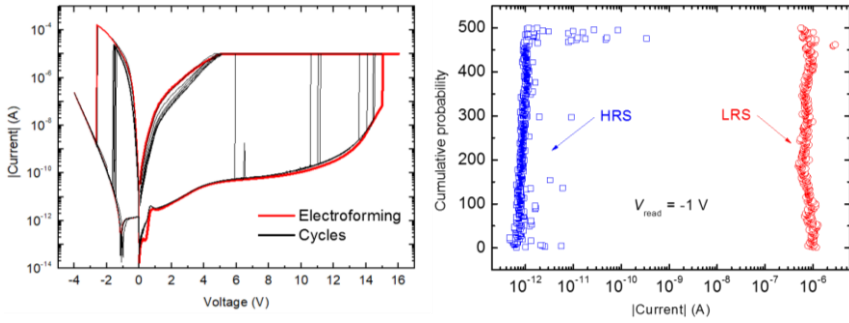 |Current| (A)
10⁻⁴
10⁻⁶
10⁻⁸
10⁻¹⁰
10⁻¹²
10⁻¹⁴
Electroforming
Cycles
-4 -2 0 2 4 6 8 10 12 14 16
Voltage (V)
Cumulative probability
500
400
300
200
100
0
HRS
LRS
V_read = -1 V
10⁻¹² 10⁻¹¹ 10⁻¹⁰ 10⁻⁹ 10⁻⁸ 10⁻⁷ 10⁻⁶
|Current| (A)